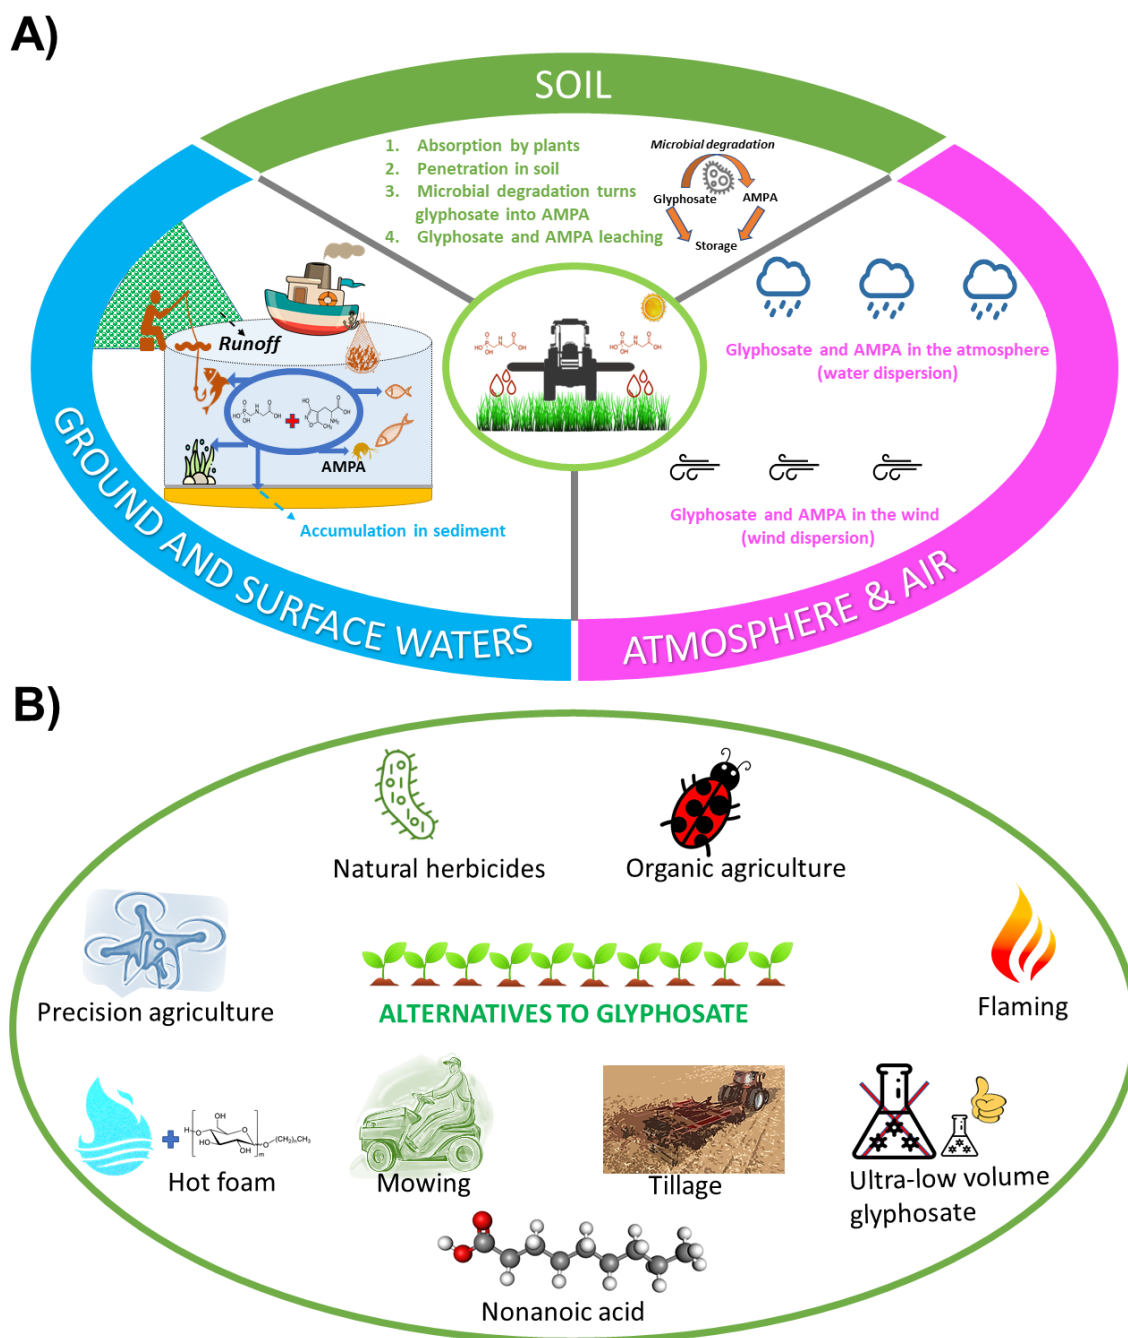 A)
SOIL
1. Absorption by plants
2. Penetration in soil
3. Microbial degradation turns
glyphosate into AMPA
4. Glyphosate and AMPA leaching
Microbial degradation
Glyphosate
AMPA
Storage
Runoff
AMPA
Accumulation in sediment
GROUND AND SURFACE WATERS
Glyphosate and AMPA in the atmosphere
(water dispersion)
Glyphosate and AMPA in the wind
(wind dispersion)
ATMOSPHERE & AIR
B)
Natural herbicides
Organic agriculture
Precision agriculture
ALTERNATIVES TO GLYPHOSATE
Flaming
Hot foam
Mowing
Tillage
Ultra-low volume
glyphosate
Nonanoic acid